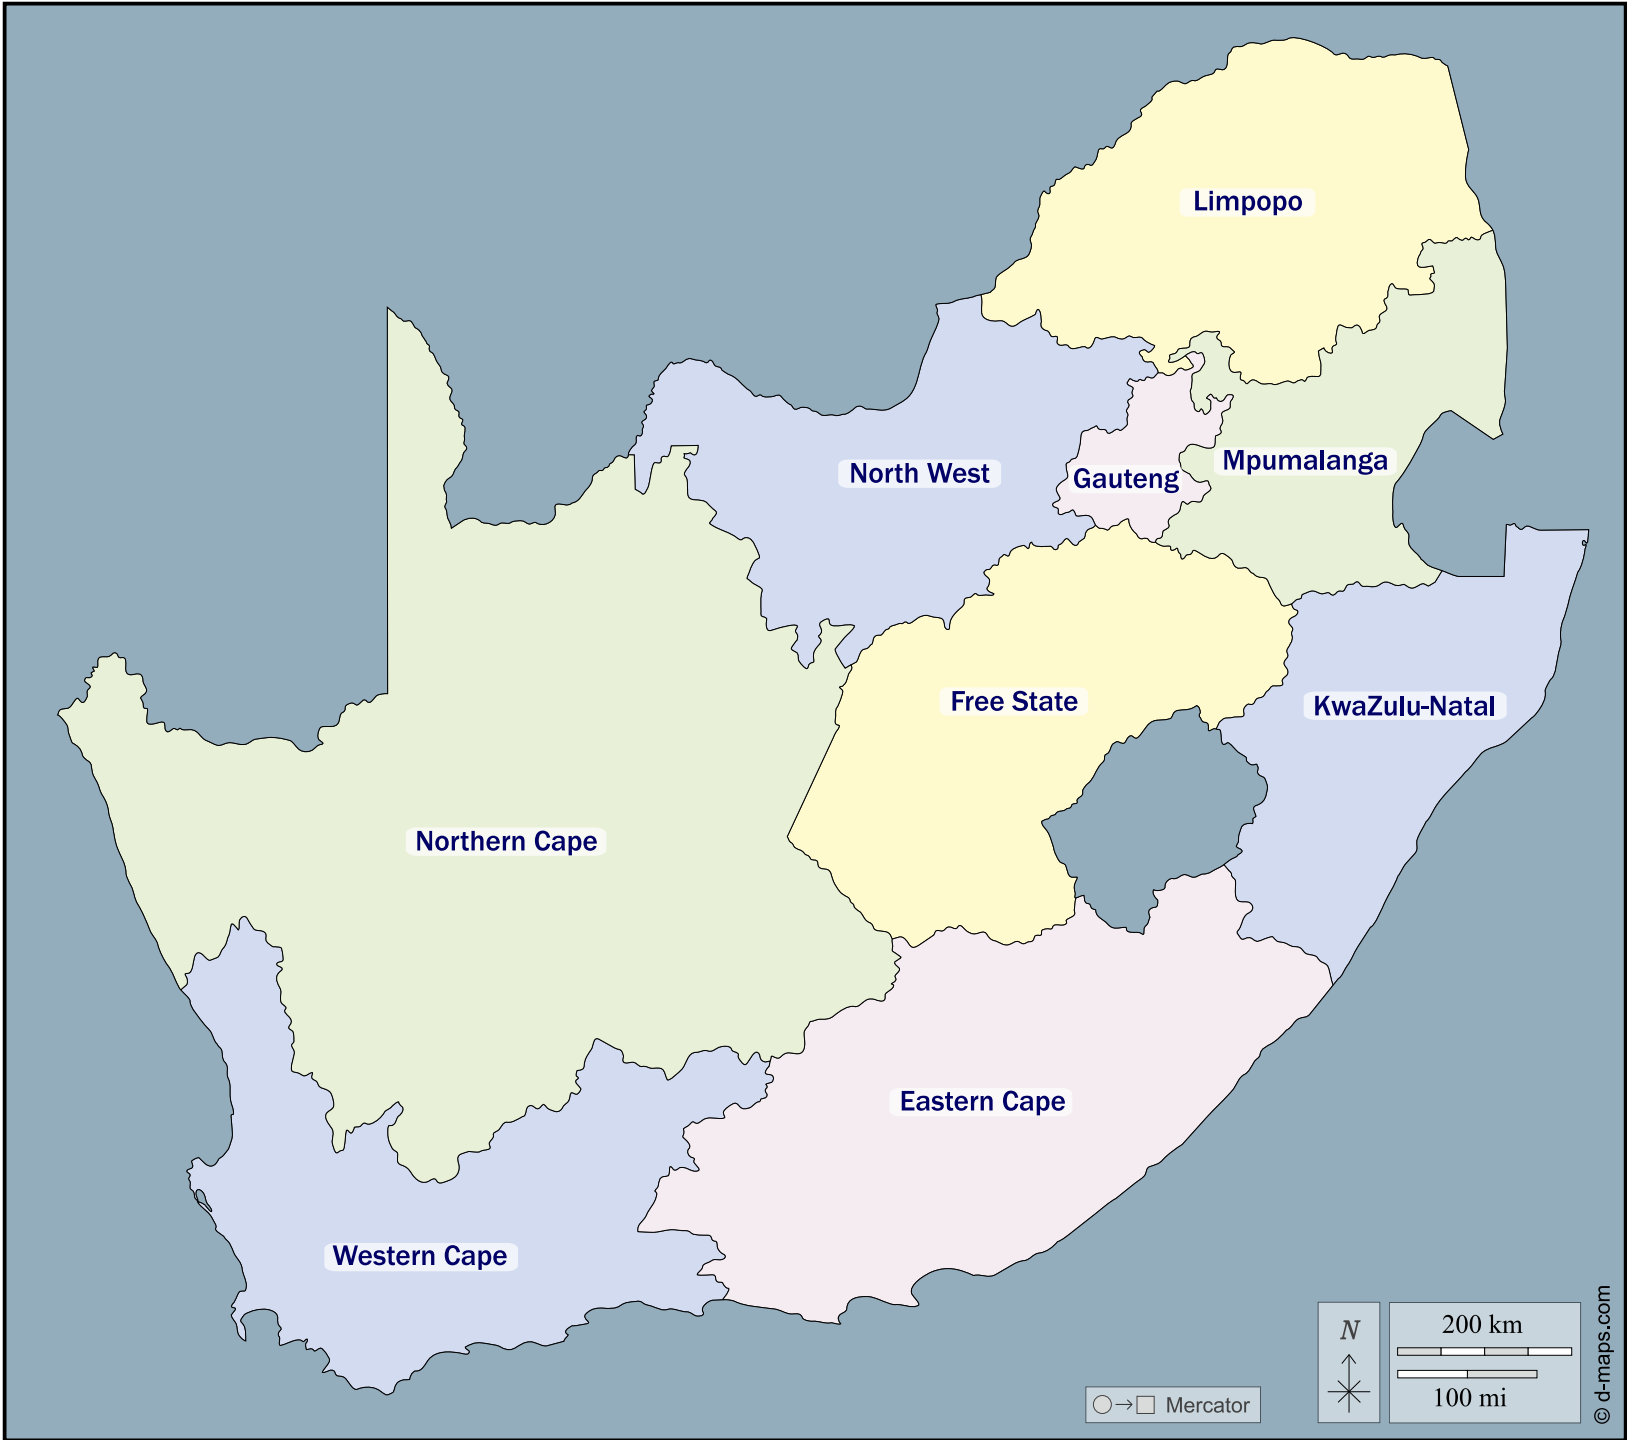 Limpopo
North West
Gauteng
Mpumalanga
Free State
KwaZulu-Natal
Northern Cape
Eastern Cape
Western Cape
N
200 km
100 mi
Mercator
© d-maps.com